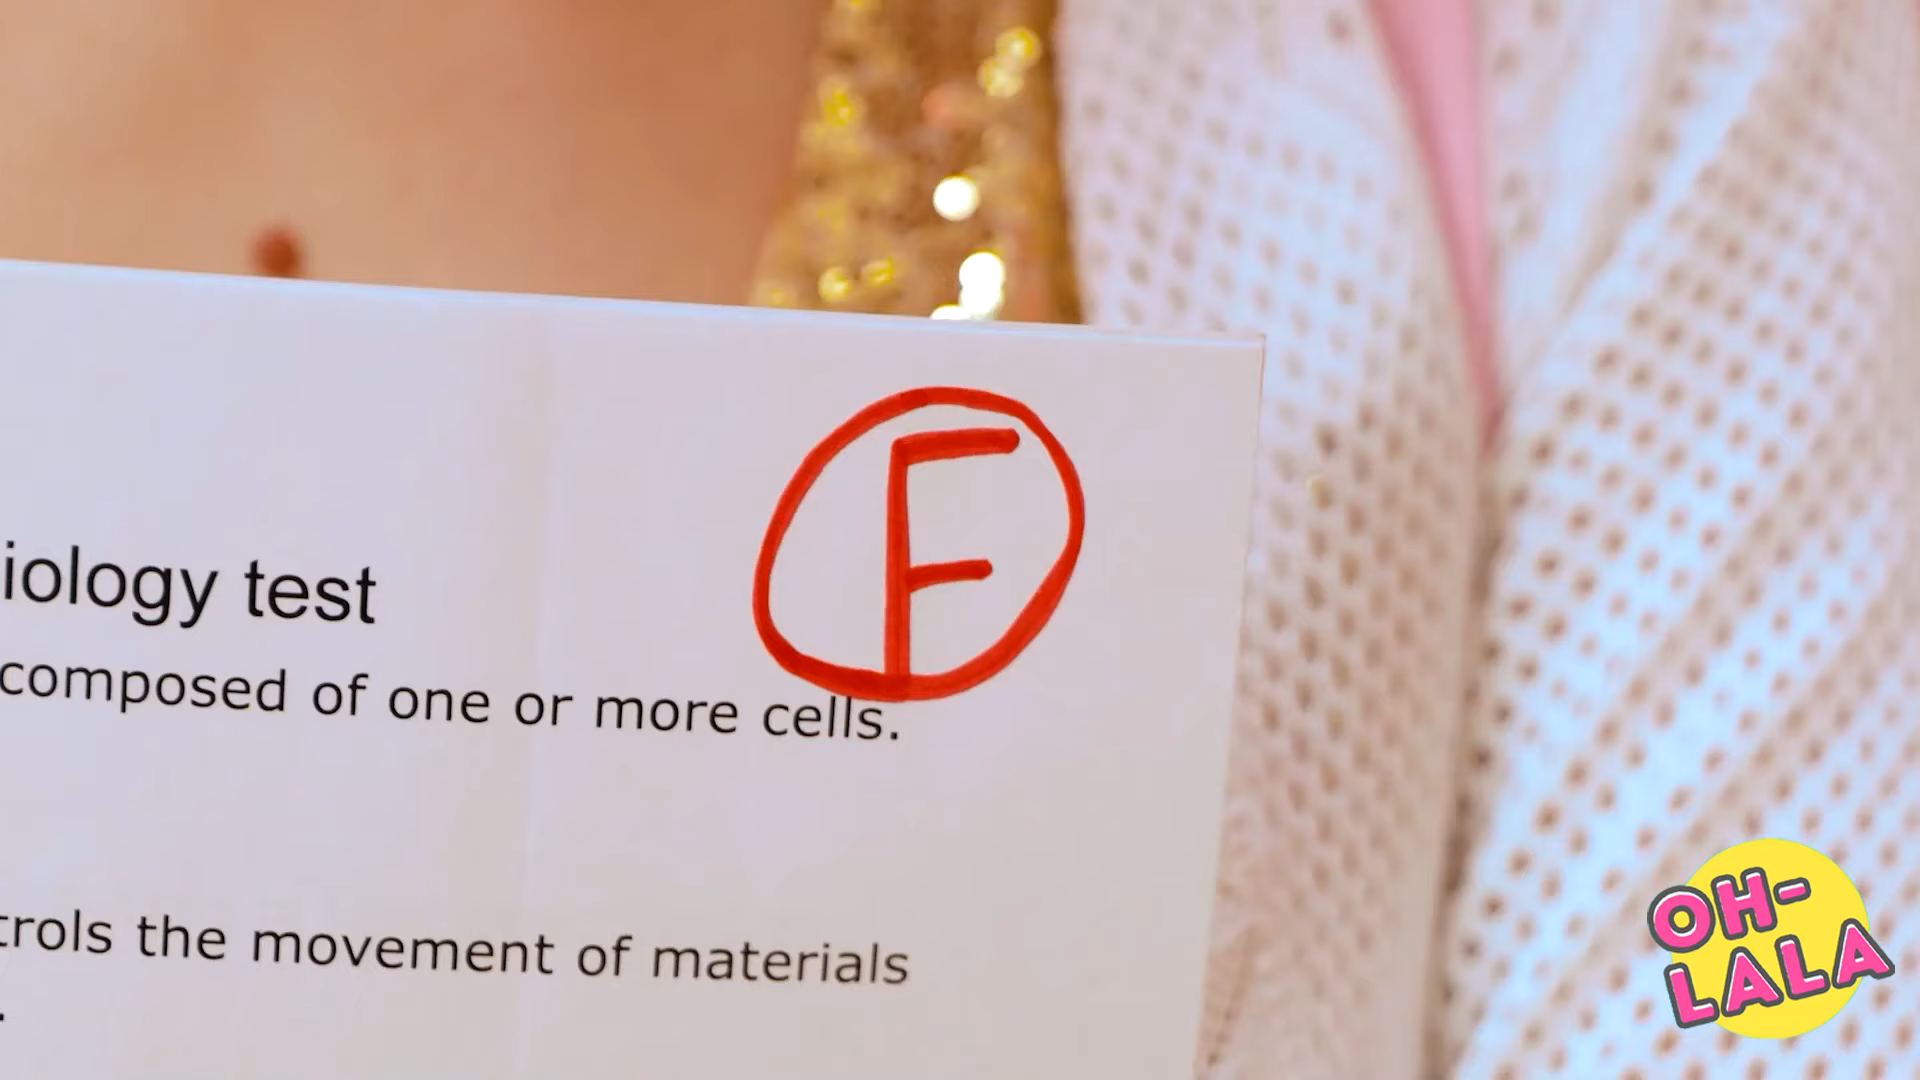 F
iology test
composed of one or more cells.
trols the movement of materials
.
OH-
LALA